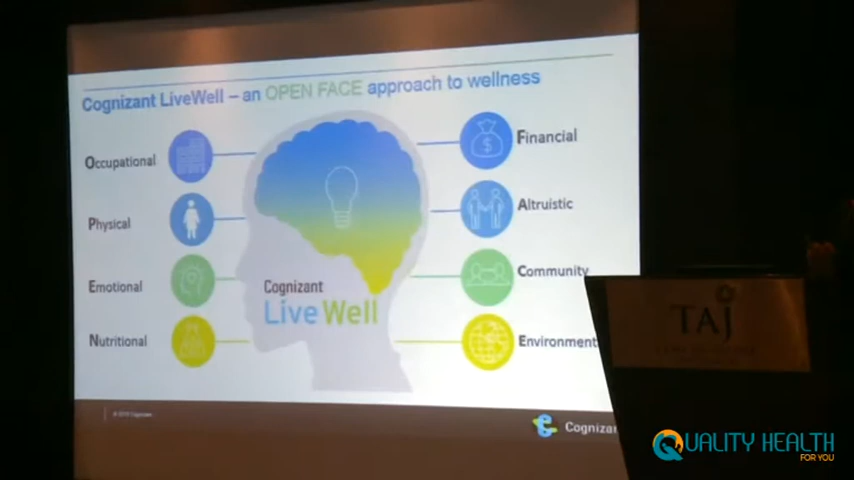 Cognizant LiveWell – an OPEN FACE approach to wellness
Occupational
Physical
Emotional
Nutritional
Financial
Altruistic
Community
Environment
Cognizant
LiveWell
Cogniza
TAJ
QUALITY HEALTH
FOR YOU